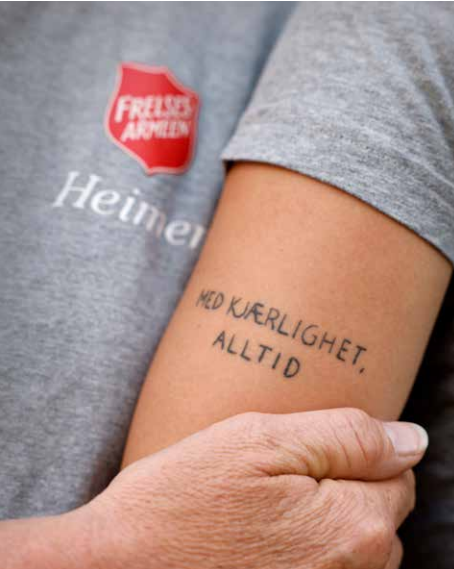 FRELSES
ARMEEN
Heimen
MED KJÆRLIGHET,
ALLTID